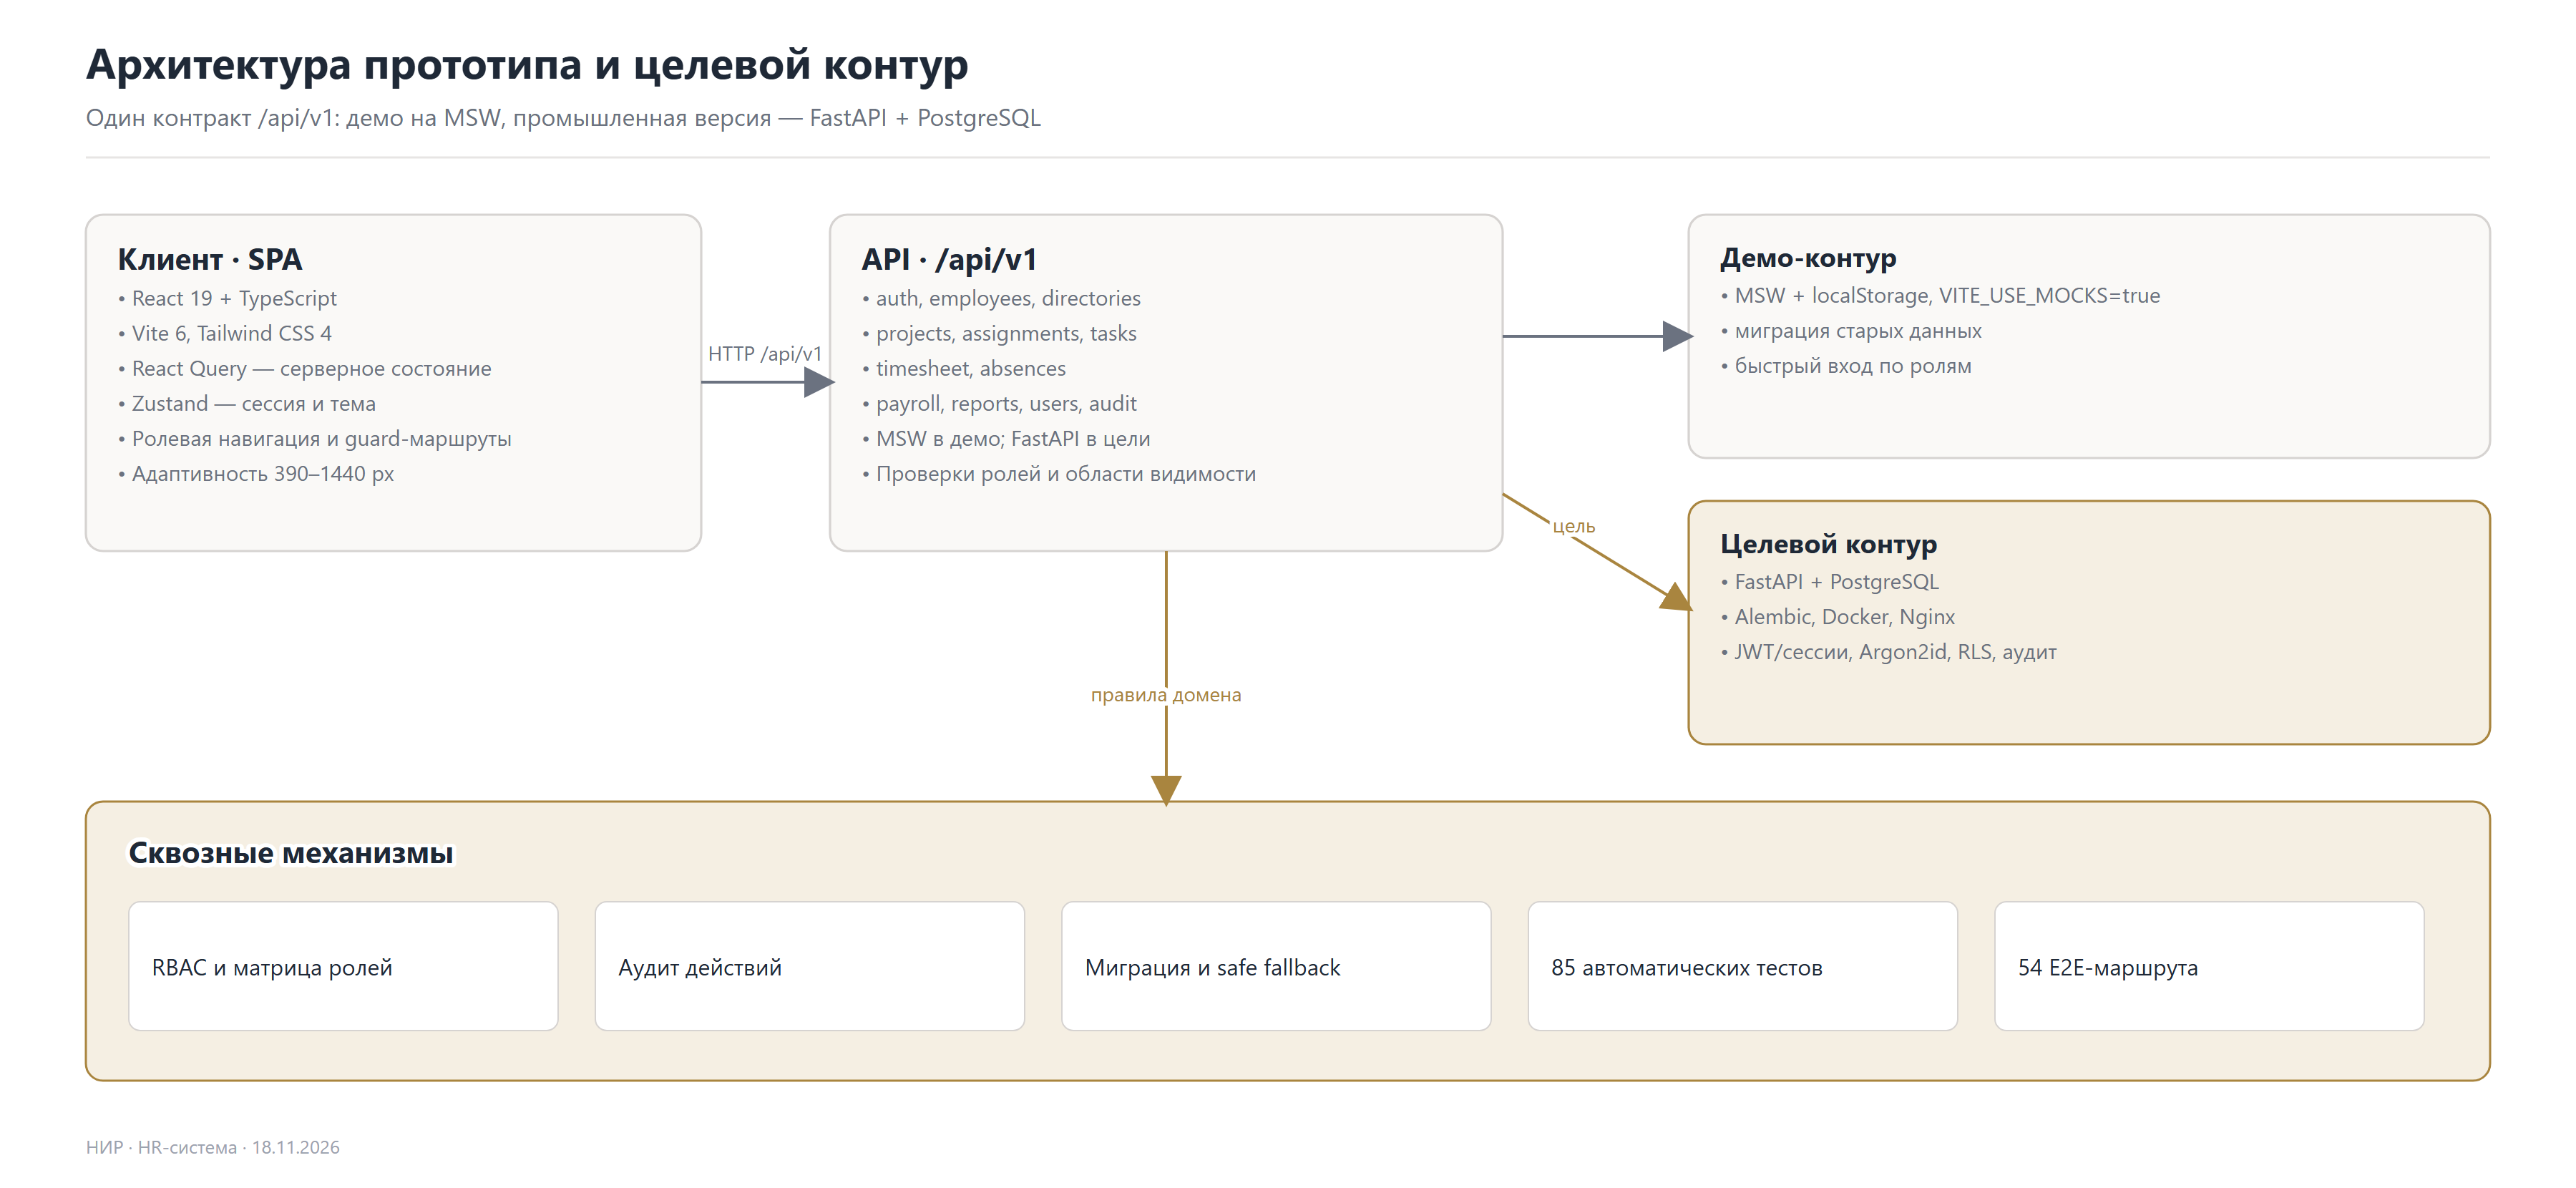 Архитектура прототипа и целевой контур
Один контракт /api/v1: демо на MSW, промышленная версия — FastAPI + PostgreSQL
Клиент · SPA
• React 19 + TypeScript
• Vite 6, Tailwind CSS 4
• React Query — серверное состояние
• Zustand — сессия и тема
• Ролевая навигация и guard-маршруты
• Адаптивность 390–1440 px
HTTP /api/v1
API · /api/v1
• auth, employees, directories
• projects, assignments, tasks
• timesheet, absences
• payroll, reports, users, audit
• MSW в демо; FastAPI в цели
• Проверки ролей и области видимости
Демо-контур
• MSW + localStorage, VITE_USE_MOCKS=true
• миграция старых данных
• быстрый вход по ролям
цель
Целевой контур
• FastAPI + PostgreSQL
• Alembic, Docker, Nginx
• JWT/сессии, Argon2id, RLS, аудит
правила домена
Сквозные механизмы
RBAC и матрица ролей
Аудит действий
Миграция и safe fallback
85 автоматических тестов
54 E2E-маршрута
НИР · HR-система · 18.11.2026